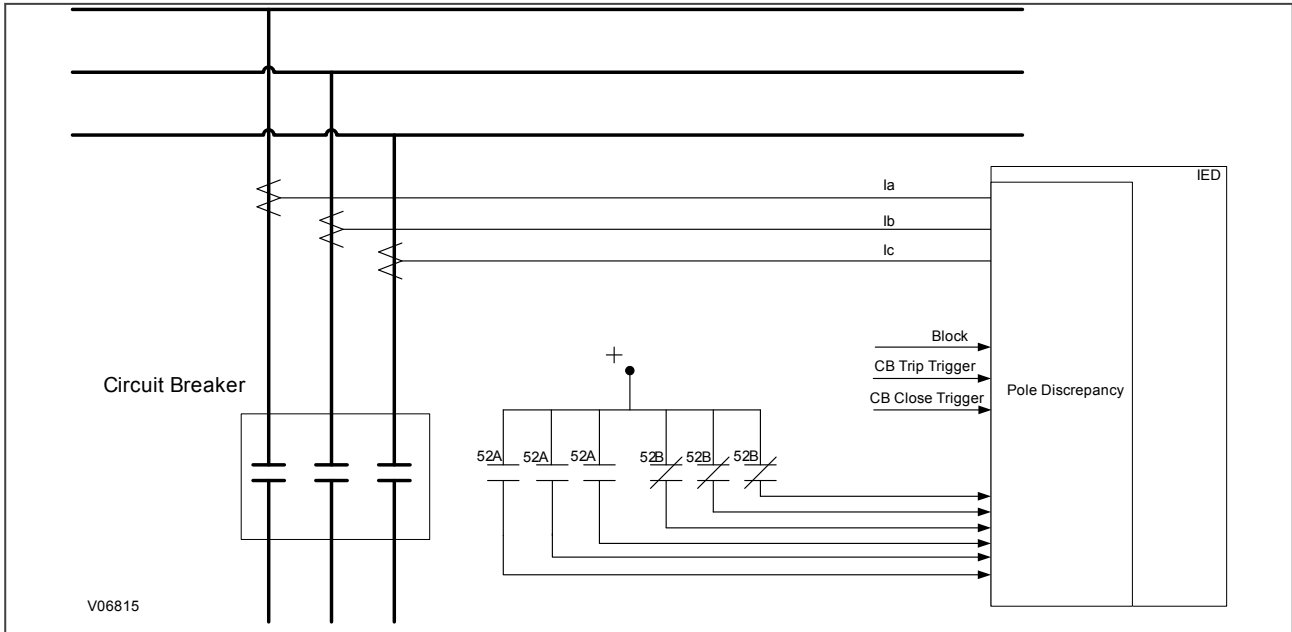 IED
Ia
Ib
Ic
Block
CB Trip Trigger
CB Close Trigger
Pole Discrepancy
+
Circuit Breaker
52A 52A 52A 52B 52B 52B
V06815